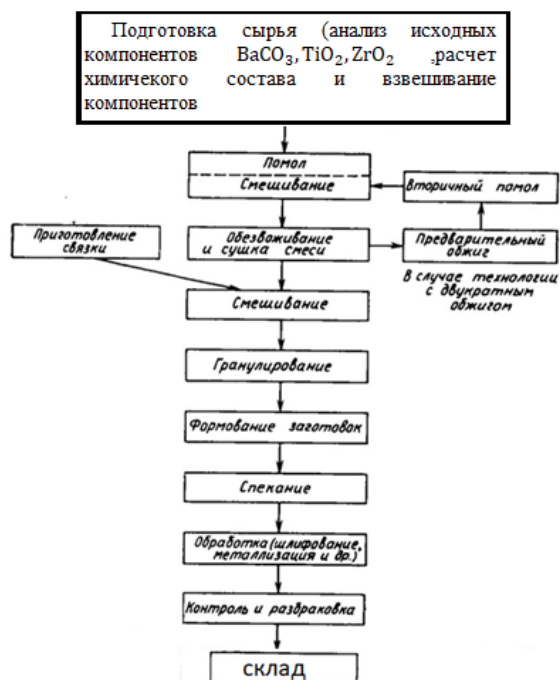 Подготовка сырья (анализ исходных
компонентов BaCO₃, TiO₂, ZrO₂ ,расчет
химичекого состава и взвешивание
компонентов
Помол
Смешивание
Вторичный помол
Приготовление
связки
Обезвоживание
и сушка смеси
Предварительный
обжиг
В случае технологии
с двукратным
обжигом
Смешивание
Гранулирование
Формование заготовок
Спекание
Обработка (шлифование,
металлизация и др.)
Контроль и разбраковка
склад